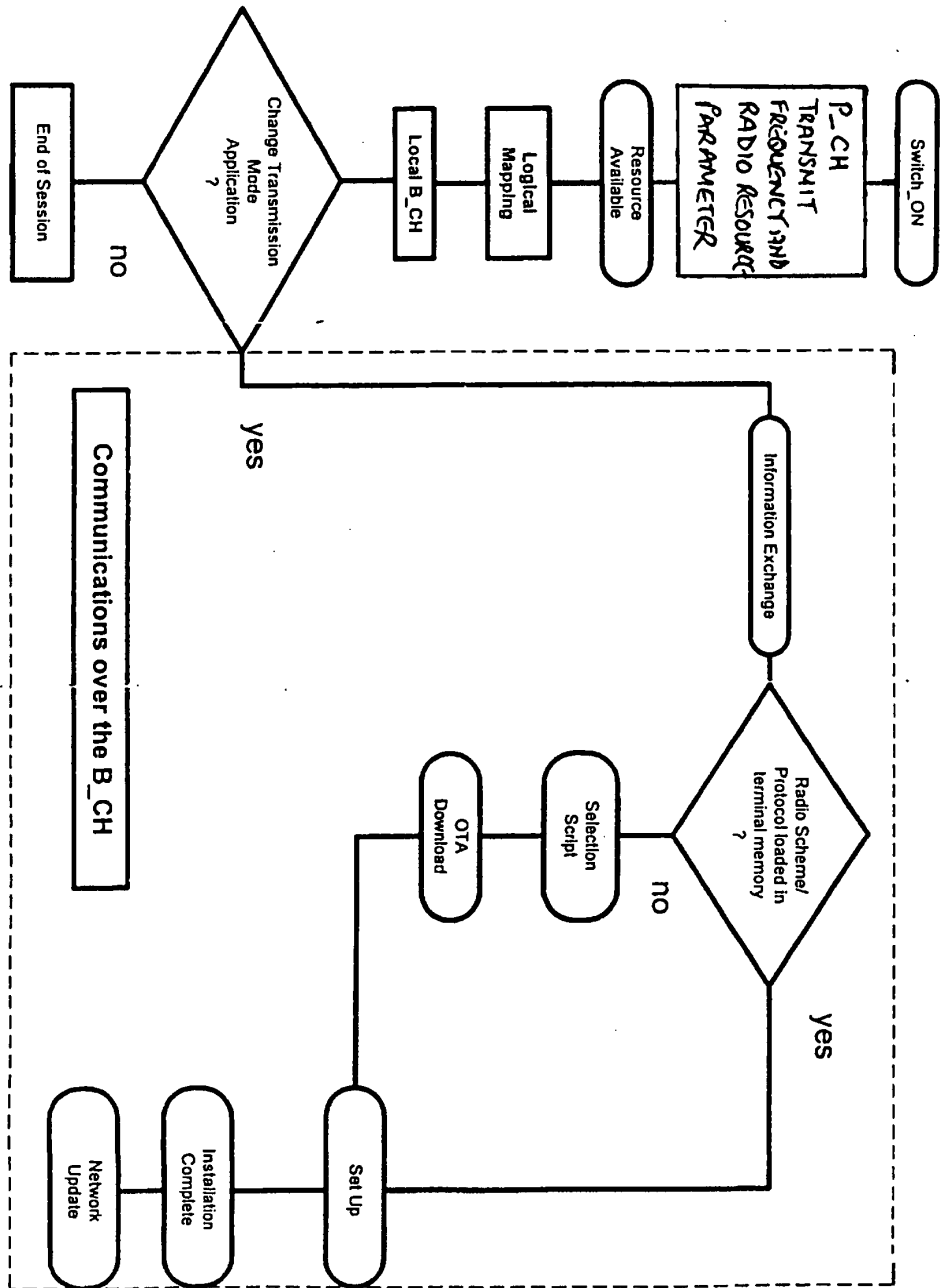 Switch_ON
P_CH
TRANSMIT
FREQUENCY AND
RADIO RESOURCE
PARAMETER
Resource
Available
Logical
Mapping
Local B_CH
Change Transmission
Mode
Application
?
no
End of Session
yes
Information Exchange
Radio Scheme/
Protocol loaded in
terminal memory
?
yes
no
Selection
Script
OTA
Download
Set Up
Installation
Complete
Network
Update
Communications over the B_CH